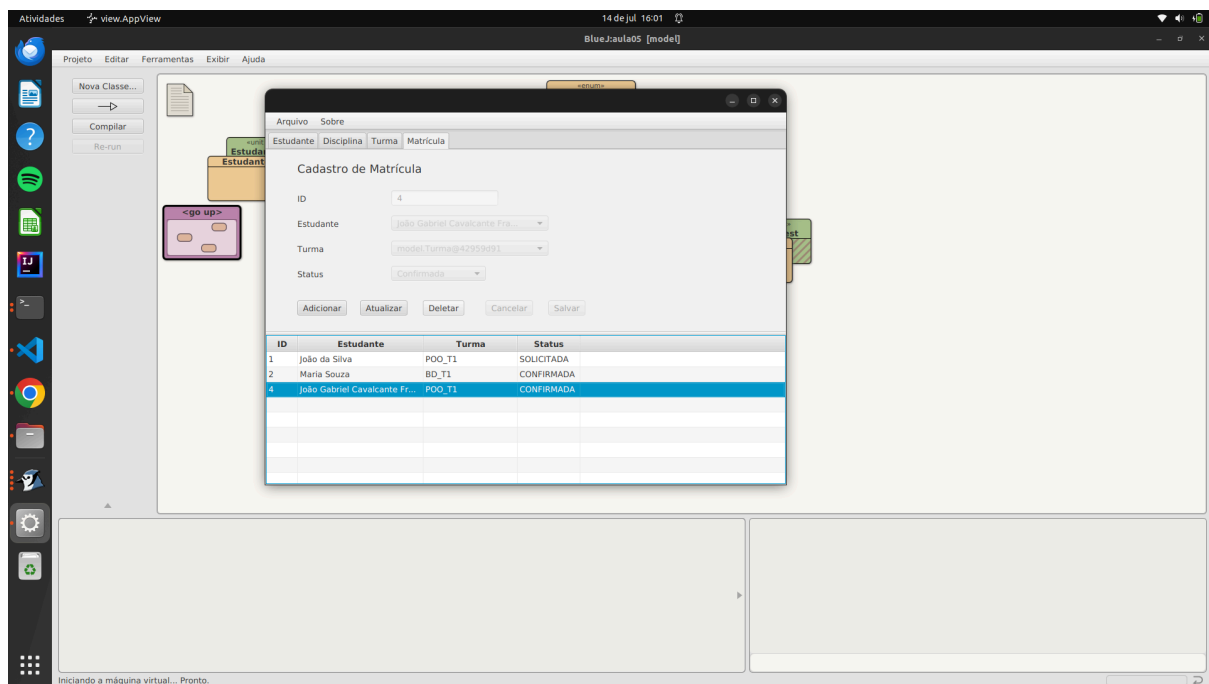 Atividades view.AppView 14 de jul 16:01
BlueJ:aula05 [model]
Projeto Editar Ferramentas Exibir Ajuda
Nova Classe...
Compilar
Re-run
«enum»
«unit
Estudan
Estudant
<go up>
est
Arquivo Sobre
Estudante Disciplina Turma Matrícula
Cadastro de Matrícula
ID 4
Estudante João Gabriel Cavalcante Fra...
Turma model.Turma@42959d91
Status Confirmada
Adicionar Atualizar Deletar Cancelar Salvar
ID Estudante Turma Status
1 João da Silva POO_T1 SOLICITADA
2 Maria Souza BD_T1 CONFIRMADA
4 João Gabriel Cavalcante Fr... POO_T1 CONFIRMADA
Iniciando a máquina virtual... Pronto.